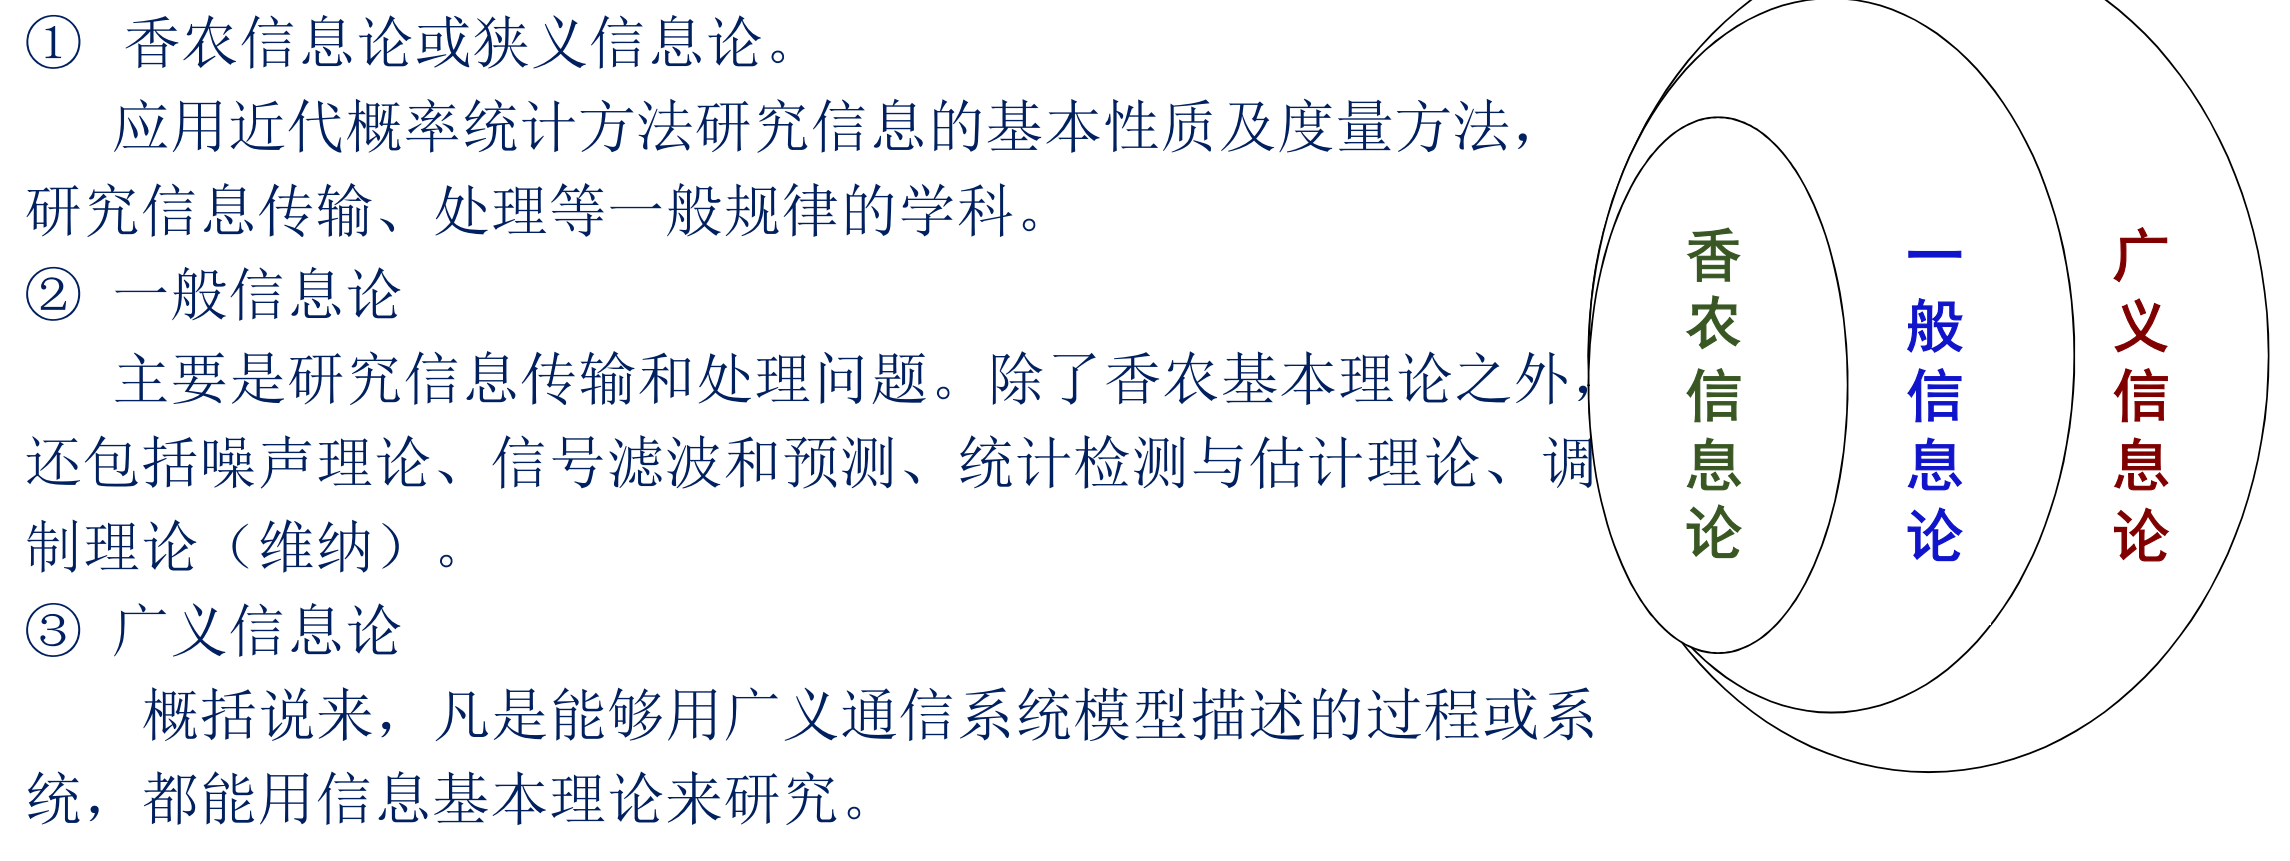 ① 香农信息论或狭义信息论。
应用近代概率统计方法研究信息的基本性质及度量方法，
研究信息传输、处理等一般规律的学科。
② 一般信息论
主要是研究信息传输和处理问题。除了香农基本理论之外，
还包括噪声理论、信号滤波和预测、统计检测与估计理论、调
制理论（维纳）。
③ 广义信息论
概括说来，凡是能够用广义通信系统模型描述的过程或系
统，都能用信息基本理论来研究。
香农信息论
一般信息论
广义信息论